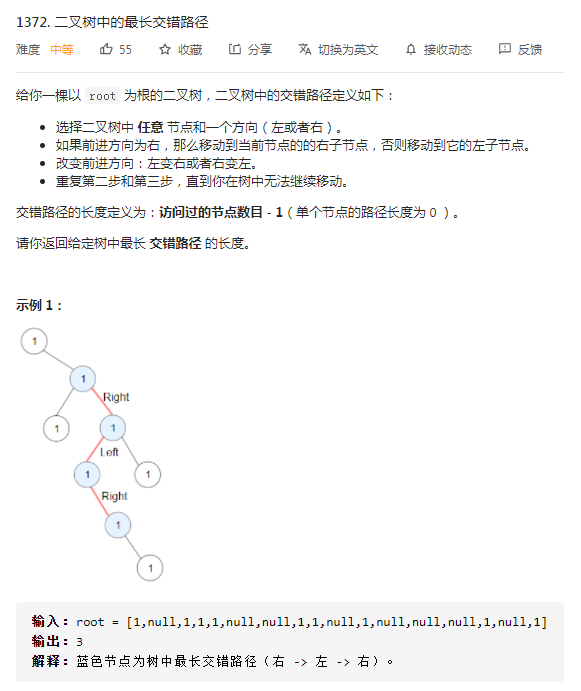 1372. 二叉树中的最长交错路径
难度 中等 55 收藏 分享 切换为英文 接收动态 反馈
给你一棵以 root 为根的二叉树，二叉树中的交错路径定义如下：
• 选择二叉树中 任意 节点和一个方向（左或者右）。
• 如果前进方向为右，那么移动到当前节点的的右子节点，否则移动到它的左子节点。
• 改变前进方向：左变右或者右变左。
• 重复第二步和第三步，直到你在树中无法继续移动。
交错路径的长度定义为：访问过的节点数目 - 1（单个节点的路径长度为 0 ）。
请你返回给定树中最长 交错路径 的长度。
示例 1：
1
1
Right
1
1
Left
1
1
Right
1
1
输入：root = [1,null,1,1,1,null,null,1,1,null,1,null,null,null,1,null,1]
输出：3
解释：蓝色节点为树中最长交错路径（右 -> 左 -> 右）。